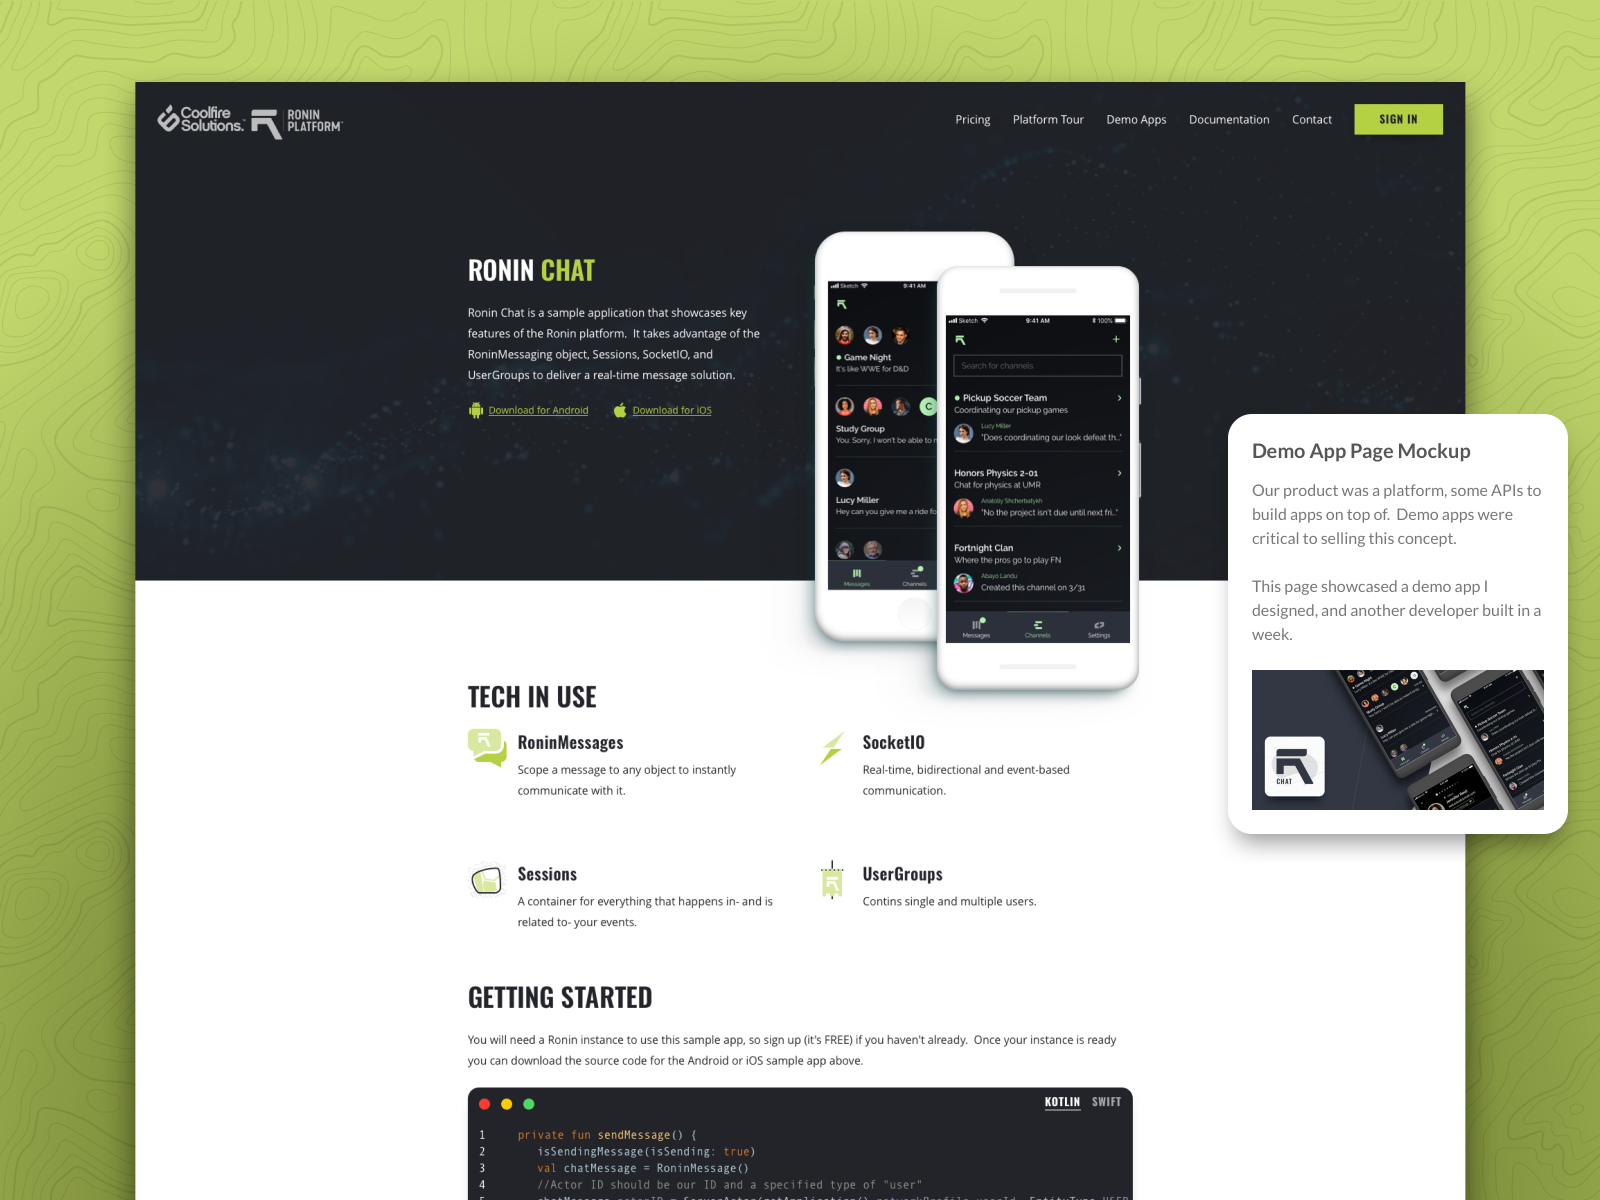 Coolfire
Solutions.
RONIN
PLATFORM
Pricing
Platform Tour
Demo Apps
Documentation
Contact
SIGN IN
RONIN CHAT
Ronin Chat is a sample application that showcases key
features of the Ronin platform. It takes advantage of the
RoninMessaging object, Sessions, SocketIO, and
UserGroups to deliver a real-time message solution.
Download for Android
Download for iOS
Sketch
9:41 AM
Game Night
It's like WWE for D&D
C
Study Group
You: Sorry, I won't be able to
Lucy Miller
Hey can you give me a ride
Messages
Channels
Sketch
9:41 AM
100%
+
Search for channels
Pickup Soccer Team
Coordinating our pickup games
Lucy Miller
"Does coordinating our look defeat th.."
Honors Physics 2-01
Chat for physics at UMR
Anatoliy Shcherbatykh
"No the project isn't due until next fri.."
Fortnight Clan
Where the pros go to play FN
Abayo Landu
Created this channel on 3/31
Messages
Channels
Settings
Demo App Page Mockup
Our product was a platform, some APIs to
build apps on top of. Demo apps were
critical to selling this concept.
This page showcased a demo app I
designed, and another developer built in a
week.
CHAT
TECH IN USE
RoninMessages
Scope a message to any object to instantly
communicate with it.
SocketIO
Real-time, bidirectional and event-based
communication.
Sessions
A container for everything that happens in- and is
related to- your events.
UserGroups
Contins single and multiple users.
GETTING STARTED
You will need a Ronin instance to use this sample app, so sign up (it's FREE) if you haven't already. Once your instance is ready
you can download the source code for the Android or iOS sample app above.
KOTLIN
SWIFT
1 private fun sendMessage() {
2 isSendingMessage(isSending: true)
3 val chatMessage = RoninMessage()
4 //Actor ID should be our ID and a specified type of "user"